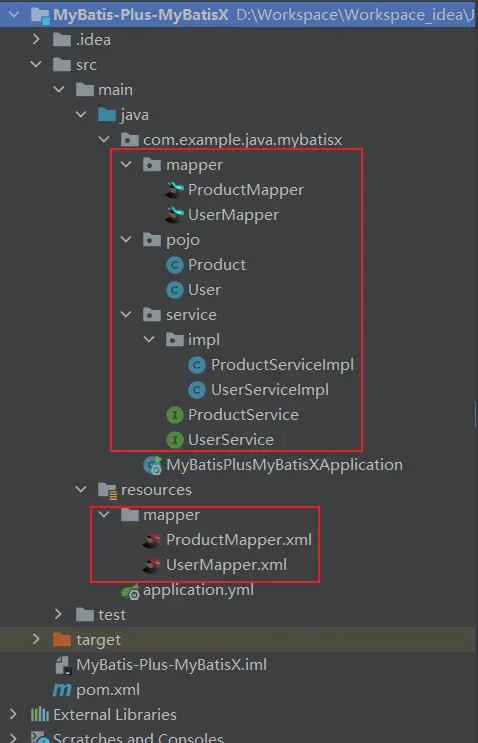 MyBatis-Plus-MyBatisX D:\Workspace\Workspace_idea\J
.idea
src
main
java
com.example.java.mybatisx
mapper
ProductMapper
UserMapper
pojo
C Product
C User
service
impl
C ProductServiceImpl
C UserServiceImpl
I ProductService
I UserService
C MyBatisPlusMyBatisXApplication
resources
mapper
ProductMapper.xml
UserMapper.xml
application.yml
test
target
MyBatis-Plus-MyBatisX.iml
m pom.xml
External Libraries
Scratches and Consoles